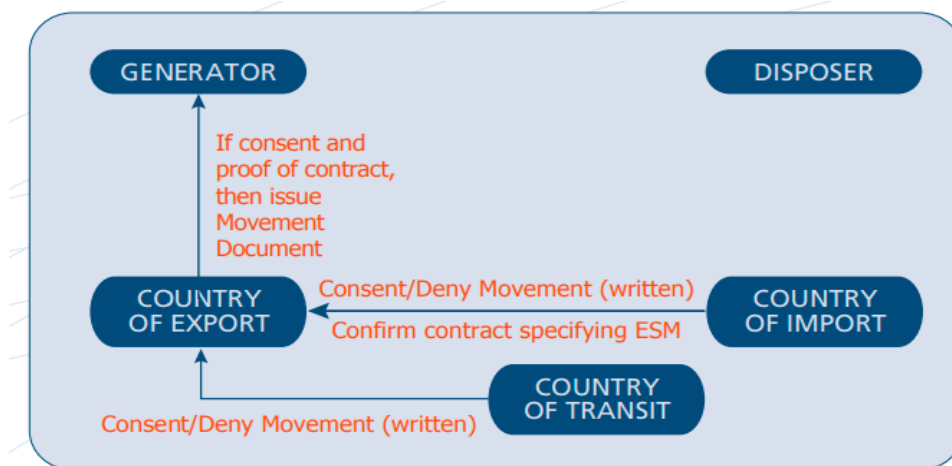 GENERATOR
DISPOSER
If consent and
proof of contract,
then issue
Movement
Document
COUNTRY
OF EXPORT
Consent/Deny Movement (written)
Confirm contract specifying ESM
COUNTRY
OF IMPORT
COUNTRY
OF TRANSIT
Consent/Deny Movement (written)